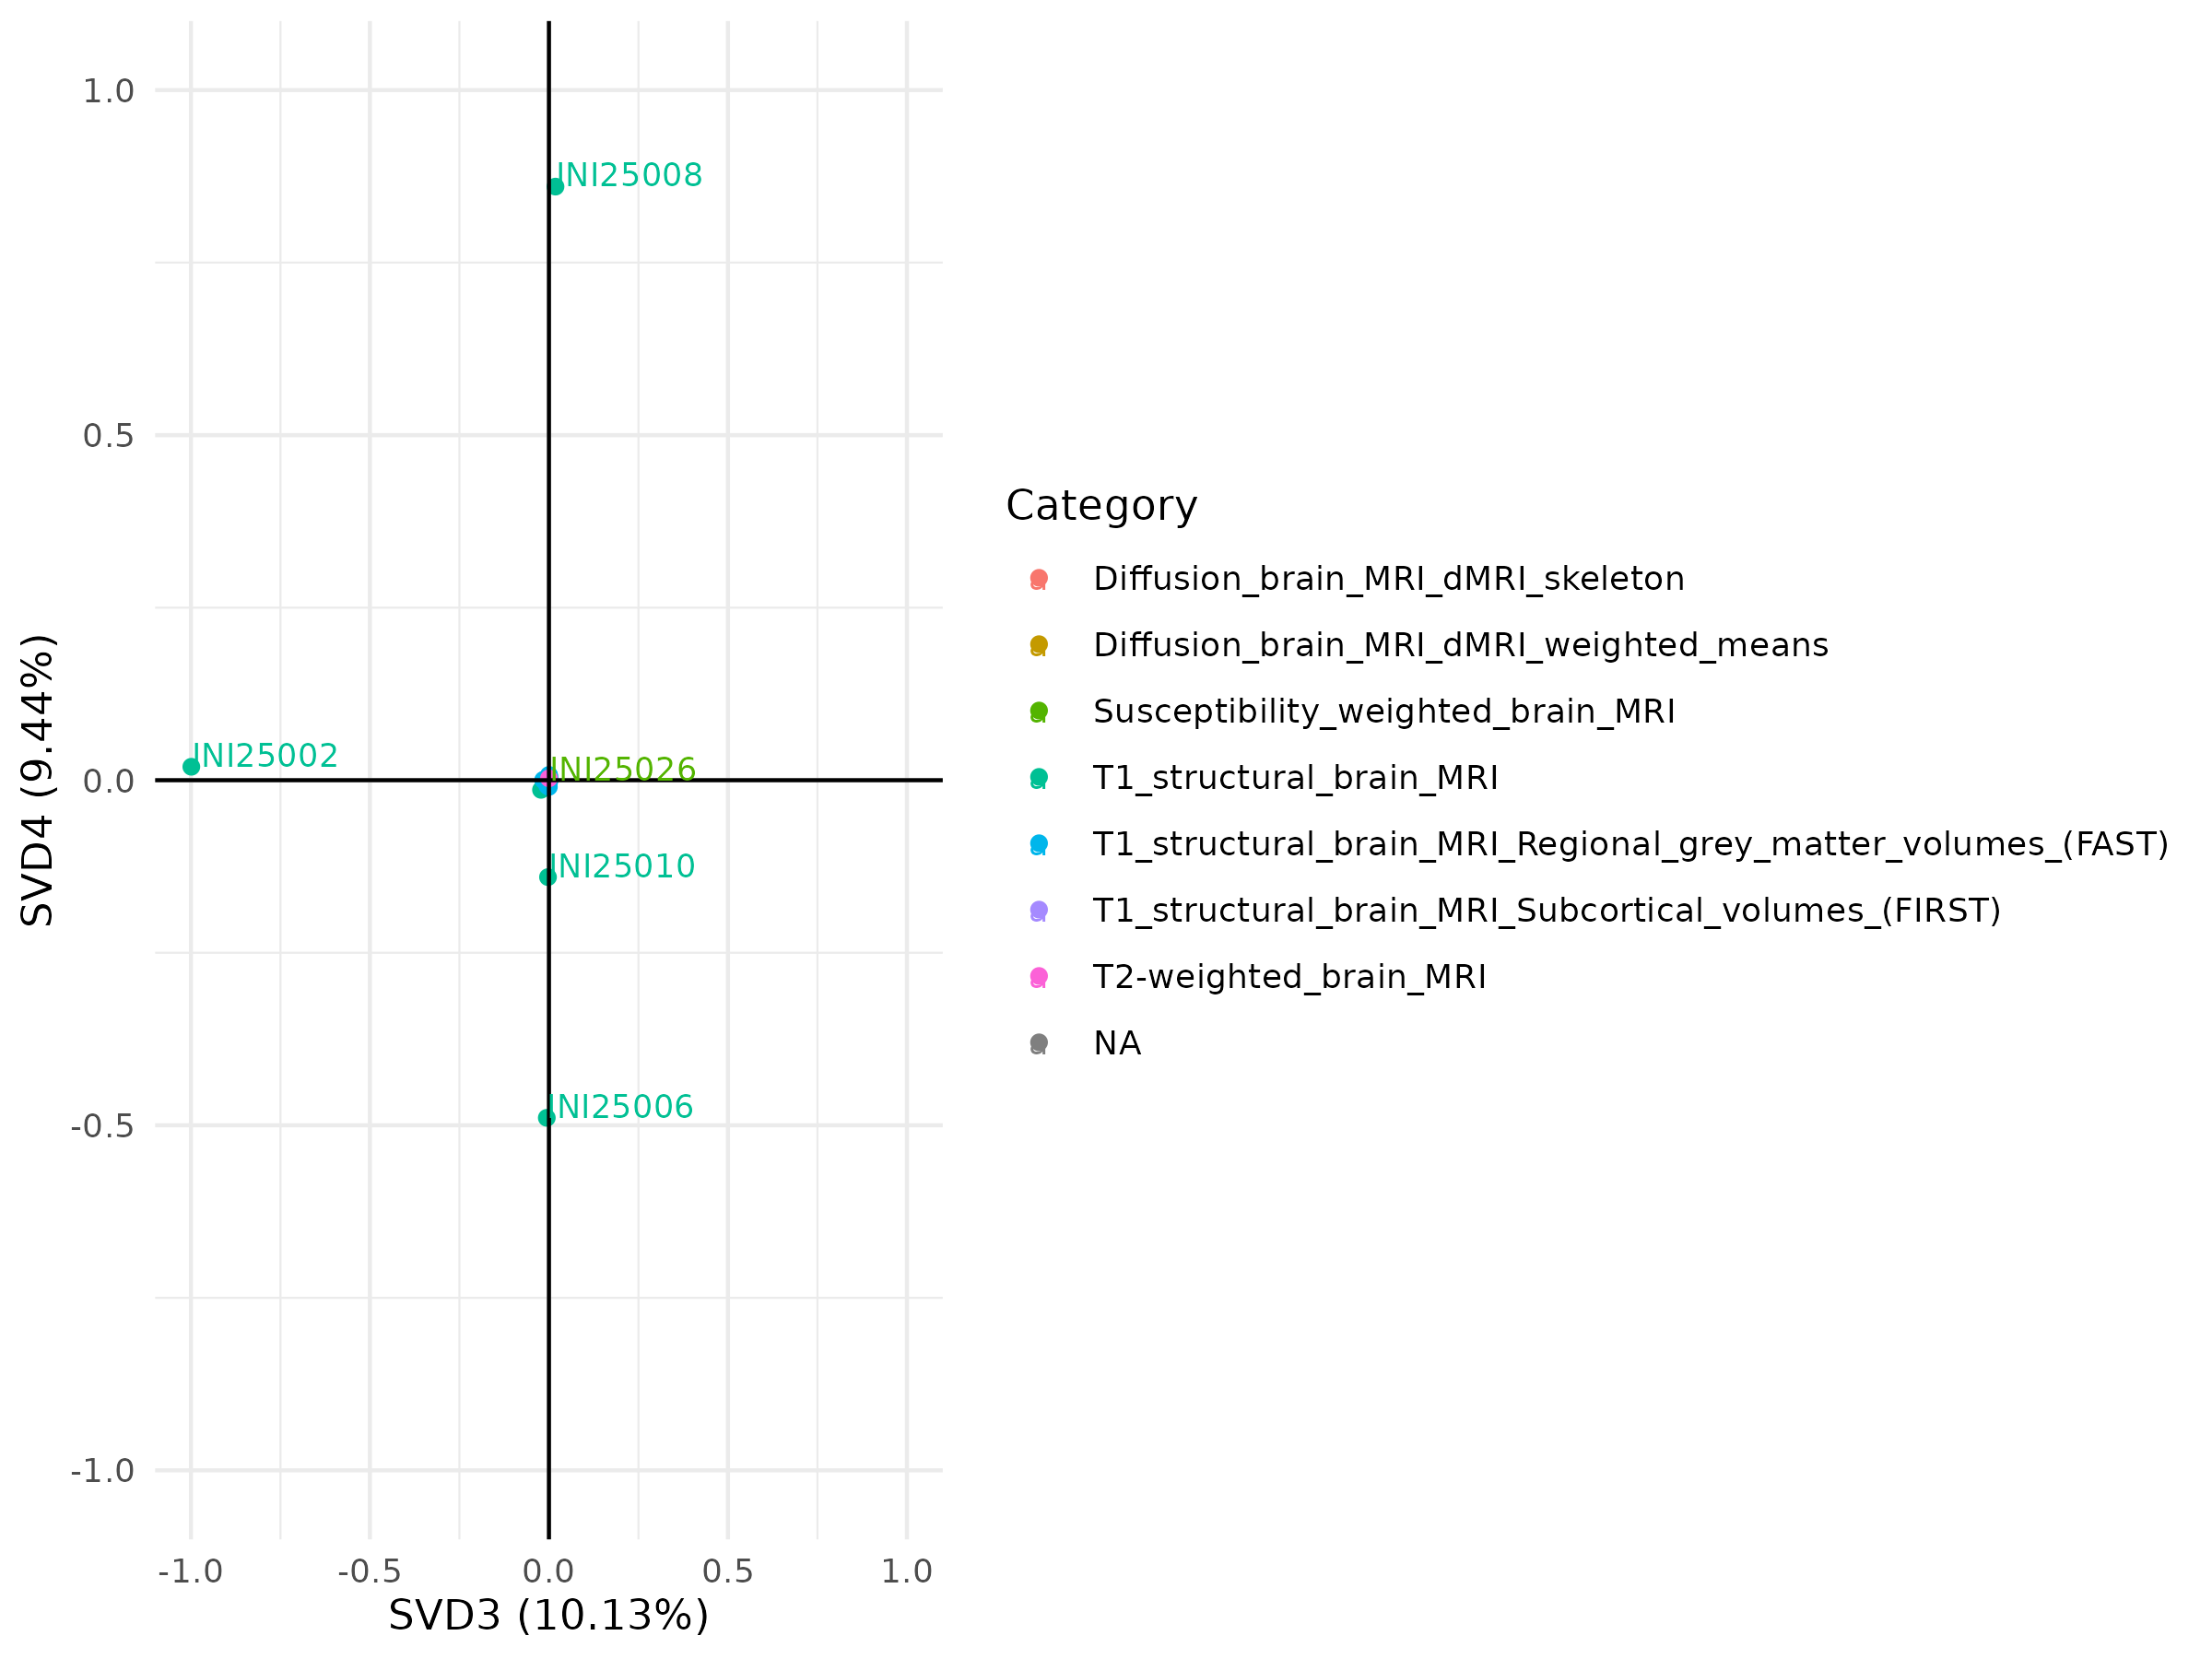 1.0
INI25008
0.5
SVD4 (9.44%)
INI25002
0.0
INI25026
INI25010
INI25006
-0.5
-1.0
-1.0
-0.5
0.0
0.5
1.0
SVD3 (10.13%)
Category
Diffusion_brain_MRI_dMRI_skeleton
Diffusion_brain_MRI_dMRI_weighted_means
Susceptibility_weighted_brain_MRI
T1_structural_brain_MRI
T1_structural_brain_MRI_Regional_grey_matter_volumes_(FAST)
T1_structural_brain_MRI_Subcortical_volumes_(FIRST)
T2-weighted_brain_MRI
NA